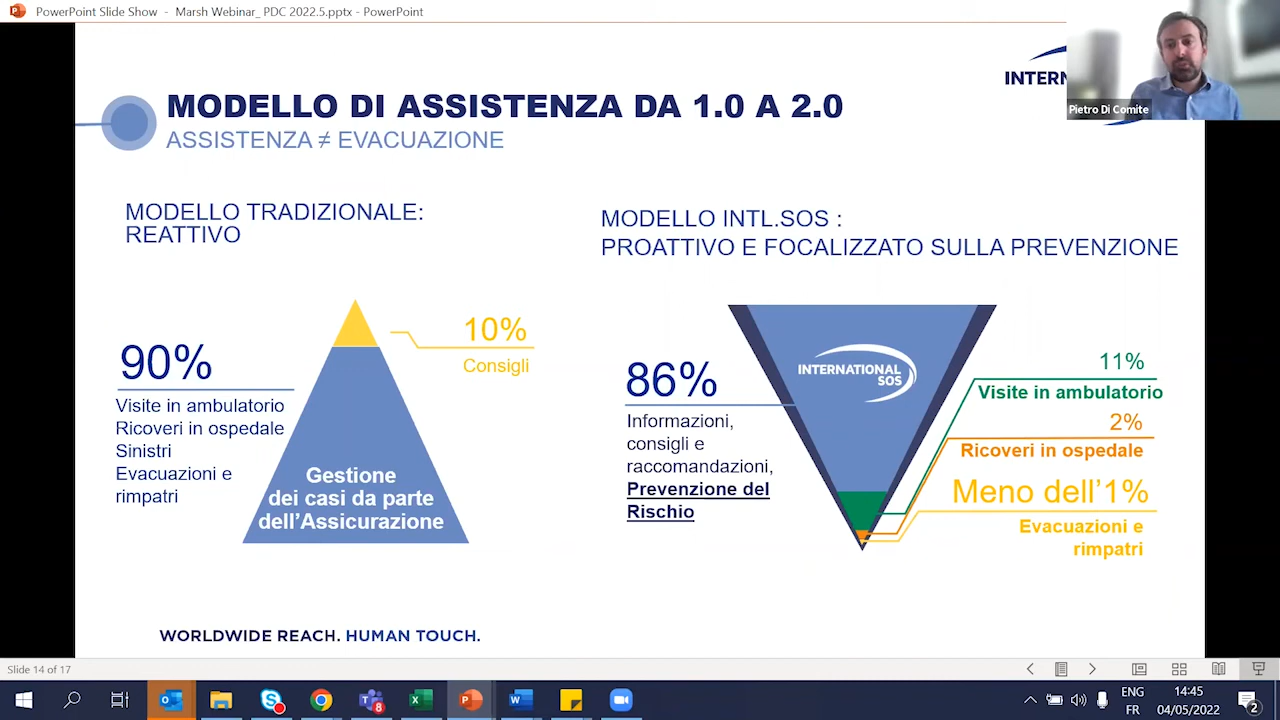 PowerPoint Slide Show - Marsh Webinar_ PDC 2022.5.pptx - PowerPoint
Pietro Di Comite
MODELLO DI ASSISTENZA DA 1.0 A 2.0
ASSISTENZA ≠ EVACUAZIONE
MODELLO TRADIZIONALE:
REATTIVO
10%
Consigli
90%
Visite in ambulatorio
Ricoveri in ospedale
Sinistri
Evacuazioni e
rimpatri
Gestione
dei casi da parte
dell'Assicurazione
MODELLO INTL.SOS :
PROATTIVO E FOCALIZZATO SULLA PREVENZIONE
INTERNATIONAL
SOS
86%
Informazioni,
consigli e
raccomandazioni,
Prevenzione del
Rischio
11%
Visite in ambulatorio
2%
Ricoveri in ospedale
Meno dell'1%
Evacuazioni e
rimpatri
WORLDWIDE REACH. HUMAN TOUCH.
Slide 14 of 17
8
ENG
FR
14:45
04/05/2022
2